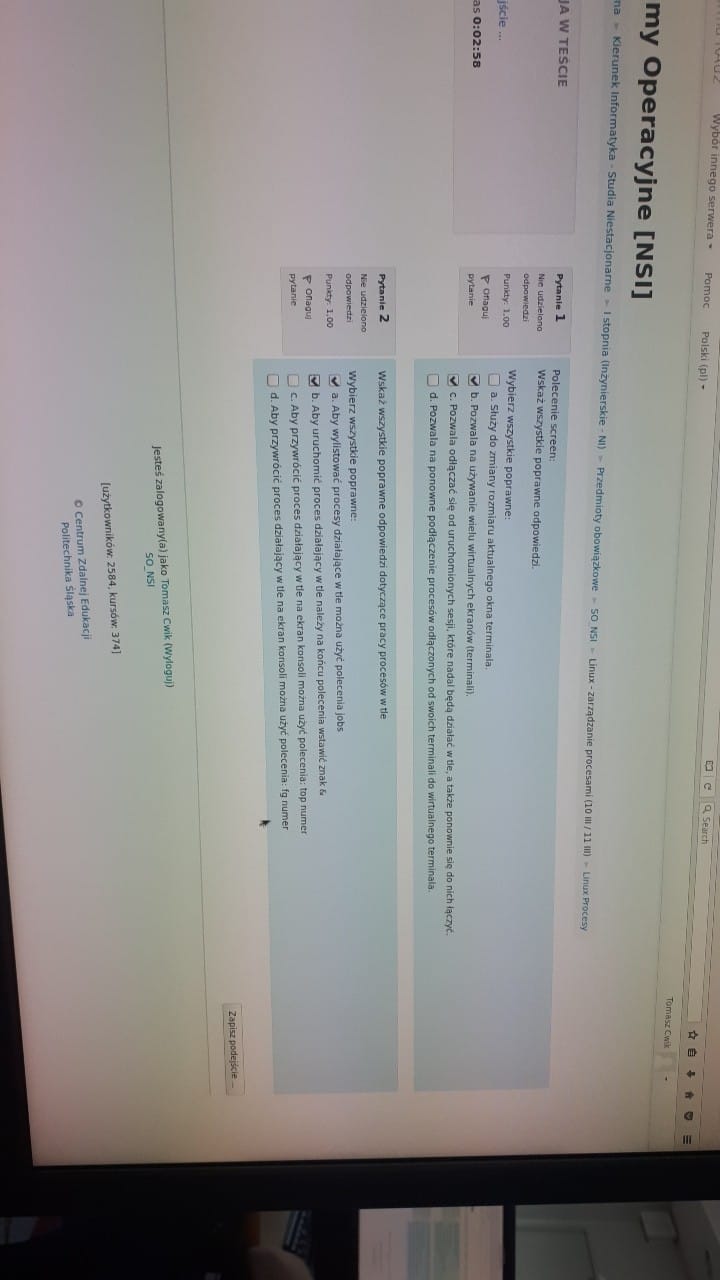 Wybór innego serwera
Pomoc
Polski (pl)
Search
Tomasz Cwik
my Operacyjne [NSI]
na ► Kierunek Informatyka - Studia Niestacjonarne ► I stopnia (Inżynierskie - NI) ► Przedmioty obowiązkowe ► SO_NSI ► Linux - zarządzanie procesami (10 III / 11 III) ► Linux Procesy
JA W TEŚCIE
jście ...
as 0:02:58
Pytanie 1
Nie udzielono
odpowiedzi
Punkty: 1,00
Oflaguj
pytanie
Polecenie screen:
Wskaż wszystkie poprawne odpowiedzi.
Wybierz wszystkie poprawne:
a. Służy do zmiany rozmiaru aktualnego okna terminala.
b. Pozwala na używanie wielu wirtualnych ekranów (terminali).
c. Pozwala odłączać się od uruchomionych sesji, które nadal będą działać w tle, a także ponownie się do nich łączyć.
d. Pozwala na ponowne podłączenie procesów odłączonych od swoich terminali do wirtualnego terminala.
Pytanie 2
Nie udzielono
odpowiedzi
Punkty: 1,00
Oflaguj
pytanie
Wskaż wszystkie poprawne odpowiedzi dotyczące pracy procesów w tle
Wybierz wszystkie poprawne:
a. Aby wylistować procesy działające w tle można użyć polecenia jobs
b. Aby uruchomić proces działający w tle należy na końcu polecenia wstawić znak &
c. Aby przywrócić proces działający w tle na ekran konsoli można użyć polecenia: top numer
d. Aby przywrócić proces działający w tle na ekran konsoli można użyć polecenia: fg numer
Zapisz podejście ...
Jesteś zalogowany(a) jako Tomasz Cwik (Wyloguj)
SO_NSI
[użytkowników: 2584, kursów: 374]
© Centrum Zdalnej Edukacji
Politechnika Śląska